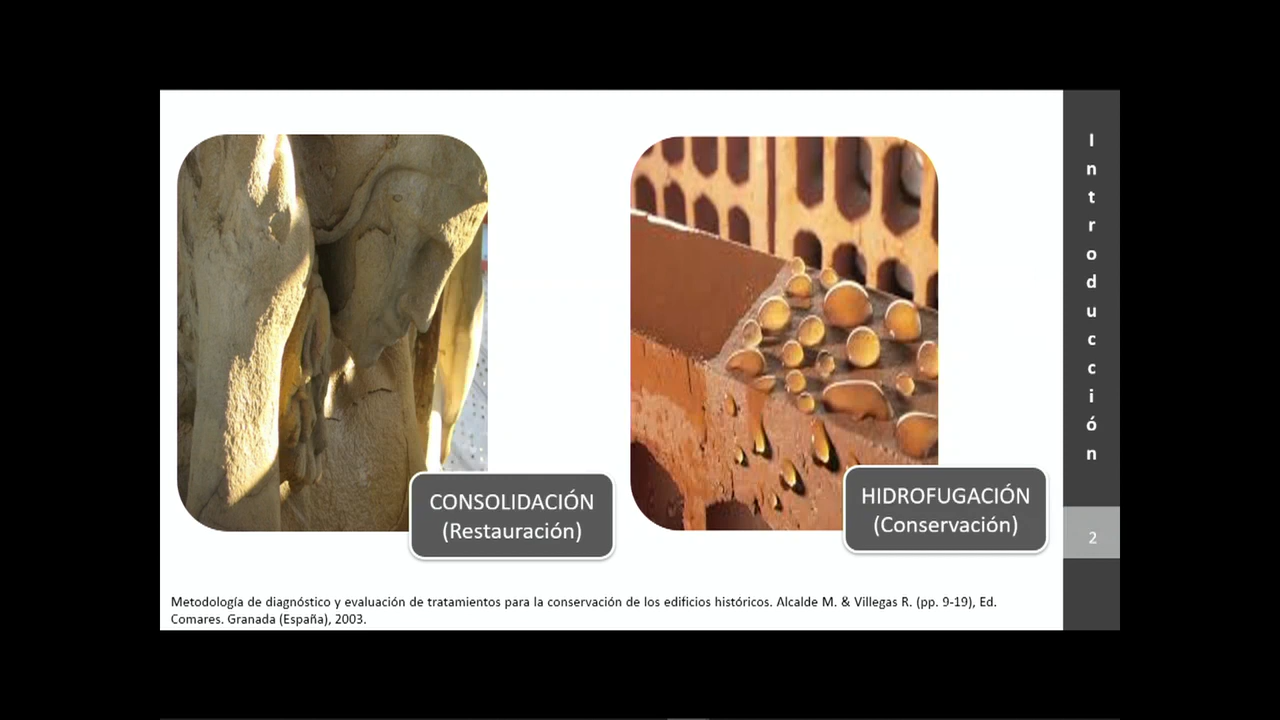 CONSOLIDACIÓN
(Restauración)
HIDROFUGACIÓN
(Conservación)
Metodología de diagnóstico y evaluación de tratamientos para la conservación de los edificios históricos. Alcalde M. & Villegas R. (pp. 9-19), Ed.
Comares. Granada (España), 2003.
Introducción
2